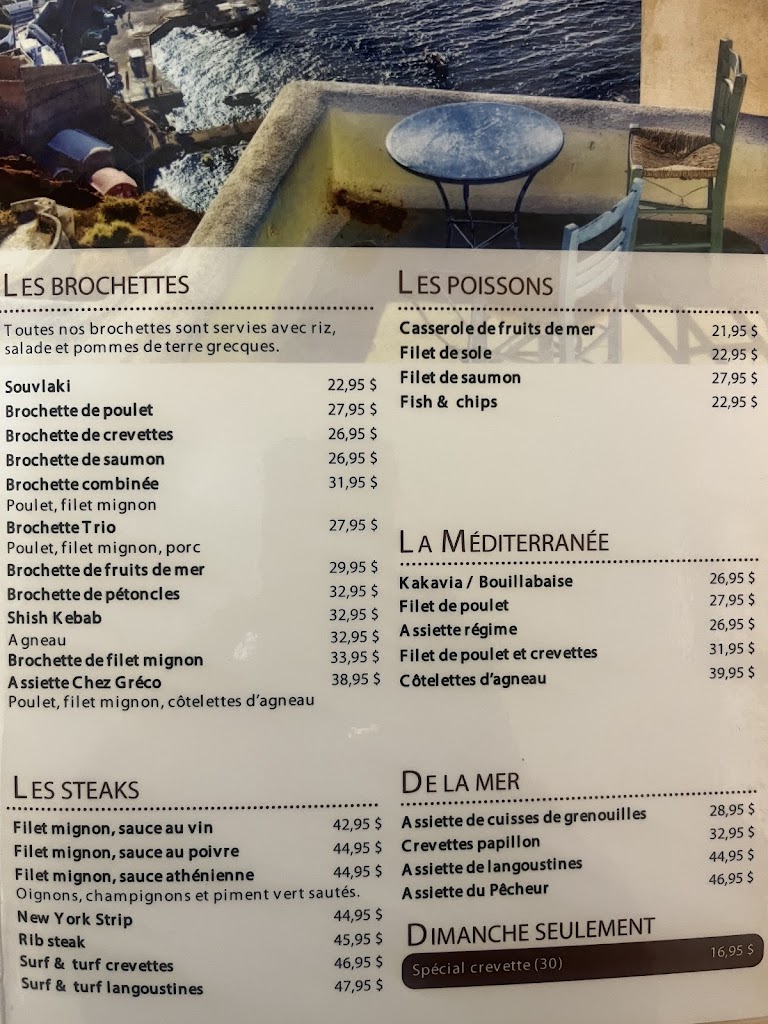 LES BROCHETTES
Toutes nos brochettes sont servies avec riz,
salade et pommes de terre grecques.
Souvlaki 22,95 $
Brochette de poulet 27,95 $
Brochette de crevettes 26,95 $
Brochette de saumon 26,95 $
Brochette combinée 31,95 $
Poulet, filet mignon
Brochette Trio 27,95 $
Poulet, filet mignon, porc
Brochette de fruits de mer 29,95 $
Brochette de pétoncles 32,95 $
Shish Kebab 32,95 $
Agneau 32,95 $
Brochette de filet mignon 33,95 $
Assiette Chez Gréco 38,95 $
Poulet, filet mignon, côtelettes d'agneau
LES STEAKS
Filet mignon, sauce au vin 42,95 $
Filet mignon, sauce au poivre 44,95 $
Filet mignon, sauce athénienne 44,95 $
Oignons, champignons et piment vert sautés.
New York Strip 44,95 $
Rib steak 45,95 $
Surf & turf crevettes 46,95 $
Surf & turf langoustines 47,95 $
LES POISSONS
Casserole de fruits de mer 21,95 $
Filet de sole 22,95 $
Filet de saumon 27,95 $
Fish & chips 22,95 $
LA MÉDITERRANÉE
Kakavia / Bouillabaise 26,95 $
Filet de poulet 27,95 $
Assiette régime 26,95 $
Filet de poulet et crevettes 31,95 $
Côtelettes d'agneau 39,95 $
DE LA MER
Assiette de cuisses de grenouilles 28,95 $
Crevettes papillon 32,95 $
Assiette de langoustines 44,95 $
Assiette du Pêcheur 46,95 $
DIMANCHE SEULEMENT
Spécial crevette (30) 16,95 $